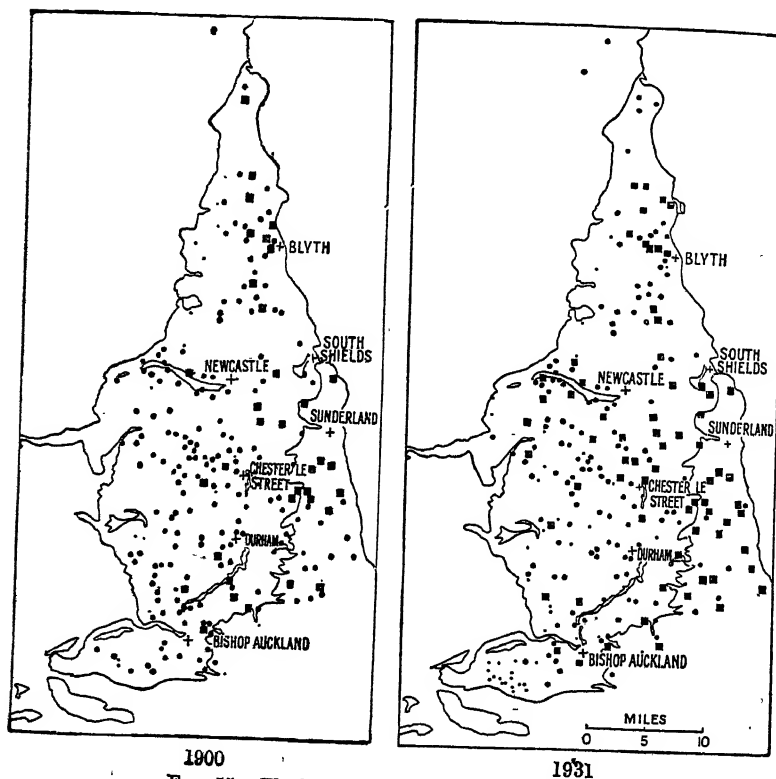 BLYTH
SOUTH
SHIELDS
NEWCASTLE
SUNDERLAND
CHESTER LE
STREET
DURHAM
BISHOP AUCKLAND
1900
BLYTH
SOUTH
SHIELDS
NEWCASTLE
SUNDERLAND
CHESTER LE
STREET
DURHAM
BISHOP AUCKLAND
MILES
0 5 10
1931